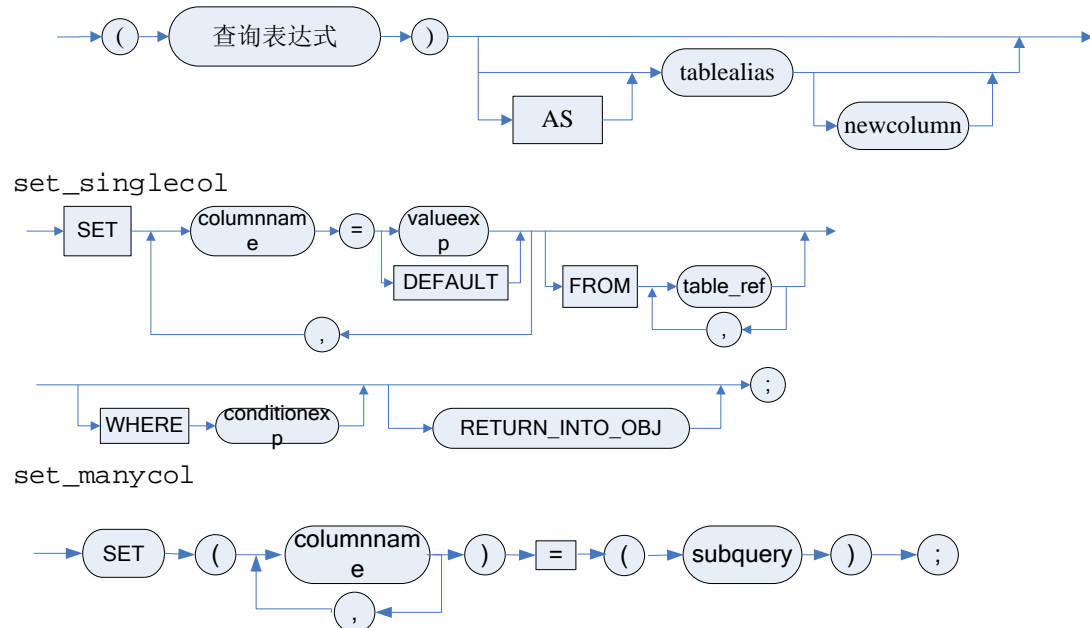 ( 查询表达式 )
tablealias
AS
newcolumn
set_singlecol
SET columnnam
e = valueex
p
DEFAULT
FROM table_ref
,
,
WHERE conditionex
p
RETURN_INTO_OBJ
;
set_manycol
SET ( columnnam
e ) = ( subquery ) ;
,